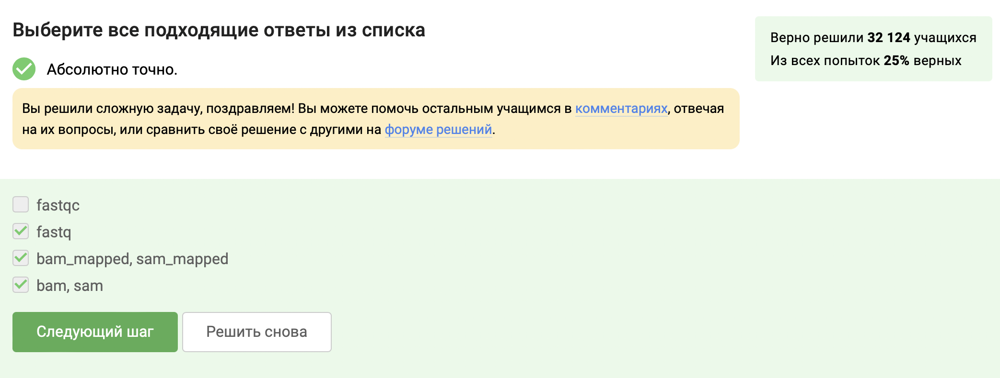 Выберите все подходящие ответы из списка
Абсолютно точно.
Вы решили сложную задачу, поздравляем! Вы можете помочь остальным учащимся в комментариях, отвечая
на их вопросы, или сравнить своё решение с другими на форуме решений.
Верно решили 32 124 учащихся
Из всех попыток 25% верных
fastqc
fastq
bam_mapped, sam_mapped
bam, sam
Следующий шаг
Решить снова